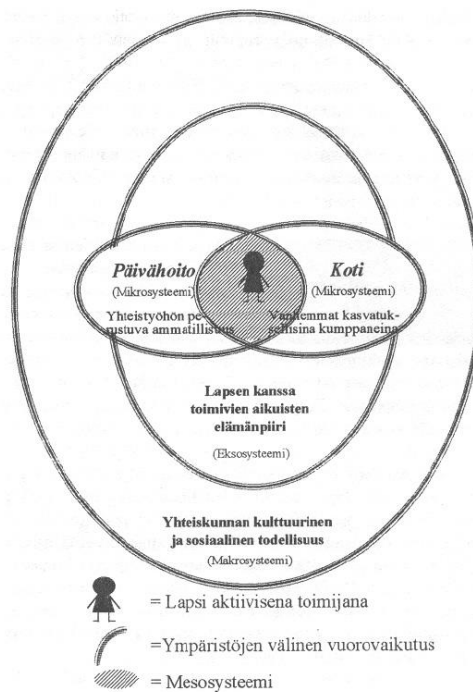 Päivähoito
(Mikrosysteemi)
Yhteistyöhön pe-
rustuva ammatillisuus
Koti
(Mikrosysteemi)
Vanhemmat kasvatuk-
sellisina kumppaneina
Lapsen kanssa
toimivien aikuisten
elämänpiiri
(Eksosysteemi)
Yhteiskunnan kulttuurinen
ja sosiaalinen todellisuus
(Makrosysteemi)
= Lapsi aktiivisena toimijana
=Ympäristöjen välinen vuorovaikutus
= Mesosysteemi